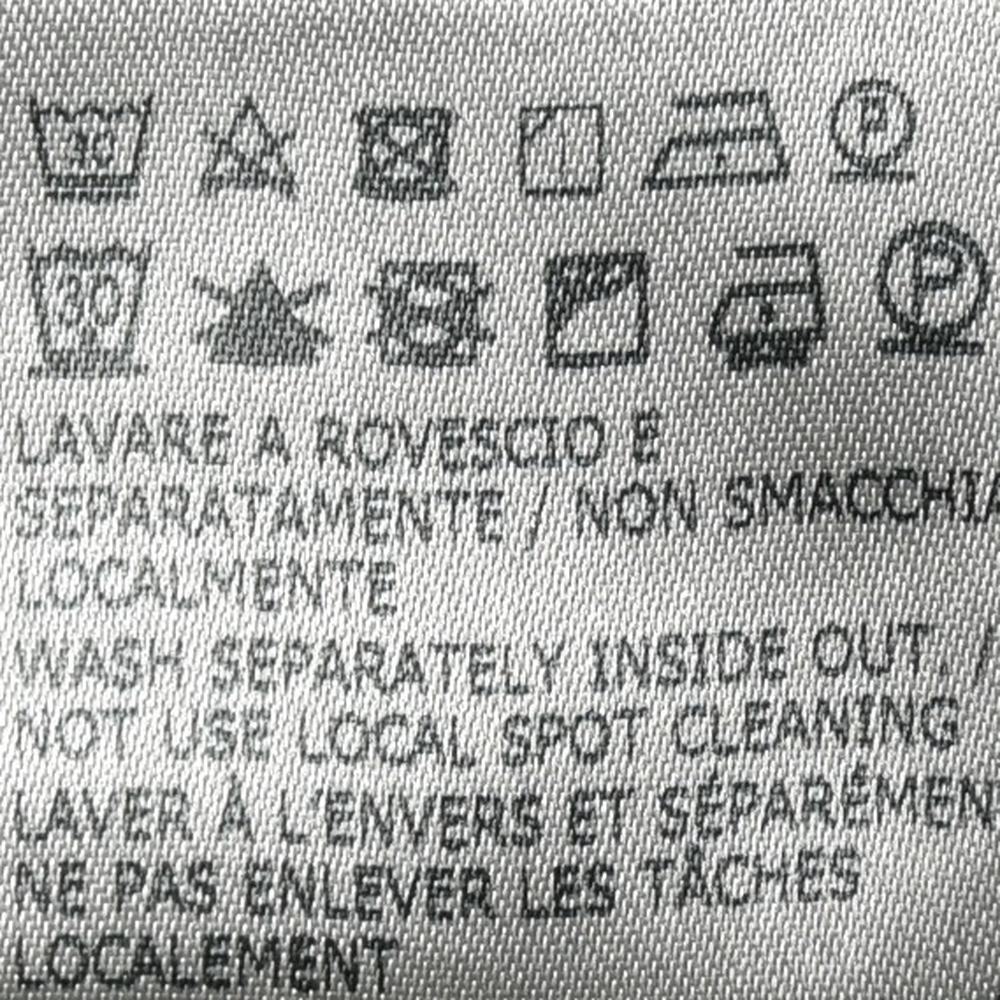 30 P
30 P
LAVARE A ROVESCIO E
SEPARATAMENTE / NON SMACCHIA
LOCALMENTE
WASH SEPARATELY INSIDE OUT. /
NOT USE LOCAL SPOT CLEANING
LAVER À L'ENVERS ET SÉPARÉMEN
NE PAS ENLEVER LES TÂCHES
LOCALEMENT